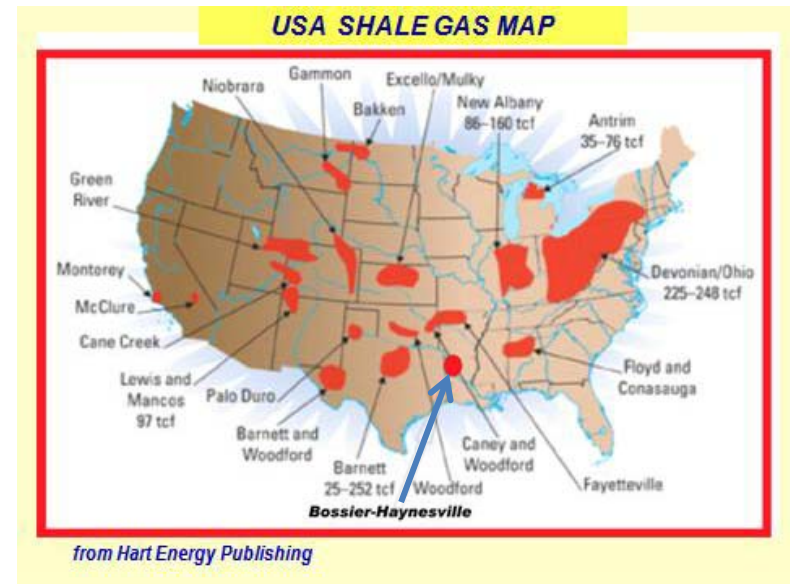 USA SHALE GAS MAP
Gammon
Excello/Mulky
Niobrara
New Albany
86–160 tcf
Bakken
Antrim
35–76 tcf
Green
River
Montorey
Devonian/Ohio
225–248 tcf
McClure
Cane Creek
Lewis and
Mancos
97 tcf
Palo Duro
Floyd and
Conasauga
Barnett and
Woodford
Caney and
Woodford
Barnett
25–252 tcf
Woodford
Fayetteville
Bossier-Haynesville
from Hart Energy Publishing